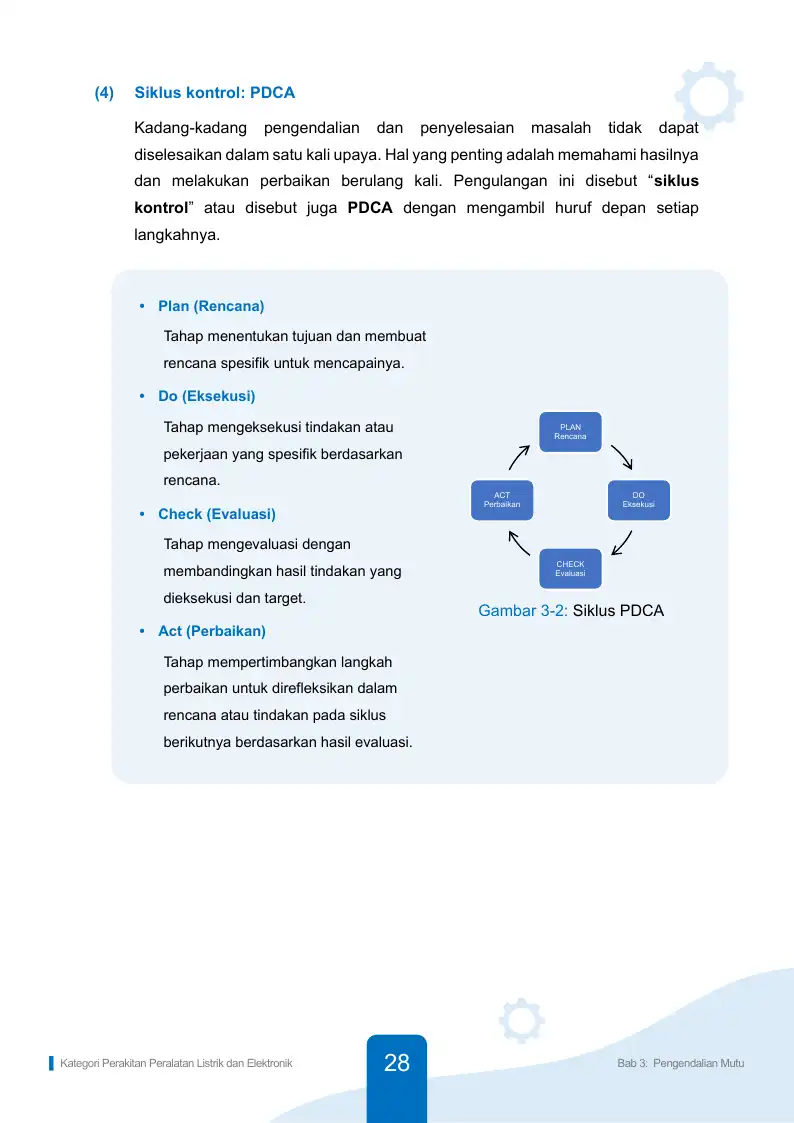 (4) Siklus kontrol: PDCA
Kadang-kadang pengendalian dan penyelesaian masalah tidak dapat
diselesaikan dalam satu kali upaya. Hal yang penting adalah memahami hasilnya
dan melakukan perbaikan berulang kali. Pengulangan ini disebut “siklus
kontrol” atau disebut juga PDCA dengan mengambil huruf depan setiap
langkahnya.
• Plan (Rencana)
Tahap menentukan tujuan dan membuat
rencana spesifik untuk mencapainya.
• Do (Eksekusi)
Tahap mengeksekusi tindakan atau
pekerjaan yang spesifik berdasarkan
rencana.
• Check (Evaluasi)
Tahap mengevaluasi dengan
membandingkan hasil tindakan yang
dieksekusi dan target.
• Act (Perbaikan)
Tahap mempertimbangkan langkah
perbaikan untuk direfleksikan dalam
rencana atau tindakan pada siklus
berikutnya berdasarkan hasil evaluasi.
PLAN
Rencana
DO
Eksekusi
CHECK
Evaluasi
ACT
Perbaikan
Gambar 3-2: Siklus PDCA
Kategori Perakitan Peralatan Listrik dan Elektronik
28
Bab 3: Pengendalian Mutu